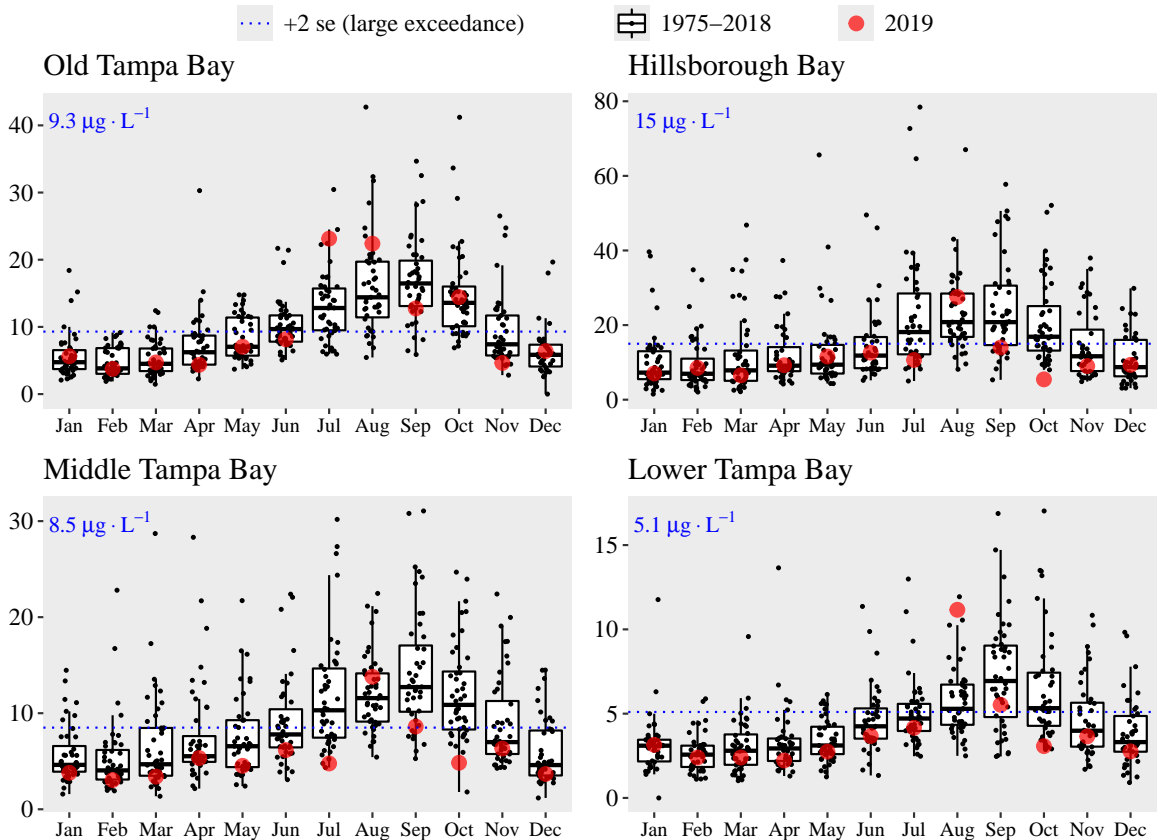 +2 se (large exceedance) 1975–2018 2019
Old Tampa Bay
9.3 μg · L⁻¹
40
30
20
10
0
Jan Feb Mar Apr May Jun Jul Aug Sep Oct Nov Dec
Hillsborough Bay
15 μg · L⁻¹
80
60
40
20
0
Jan Feb Mar Apr May Jun Jul Aug Sep Oct Nov Dec
Middle Tampa Bay
8.5 μg · L⁻¹
30
20
10
0
Jan Feb Mar Apr May Jun Jul Aug Sep Oct Nov Dec
Lower Tampa Bay
5.1 μg · L⁻¹
15
10
5
0
Jan Feb Mar Apr May Jun Jul Aug Sep Oct Nov Dec